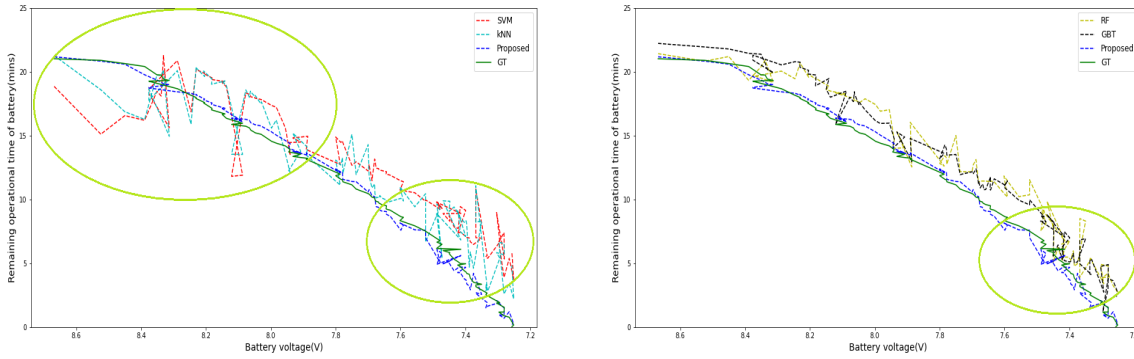 25
20
15
10
5
0
Remaining operational time of battery(mins)
8.6
8.4
8.2
8.0
7.8
7.6
7.4
7.2
Battery voltage(V)
SVM
kNN
Proposed
GT
25
20
15
10
5
0
Remaining operational time of battery(mins)
8.6
8.4
8.2
8.0
7.8
7.6
7.4
Battery voltage(V)
RF
GBT
Proposed
GT